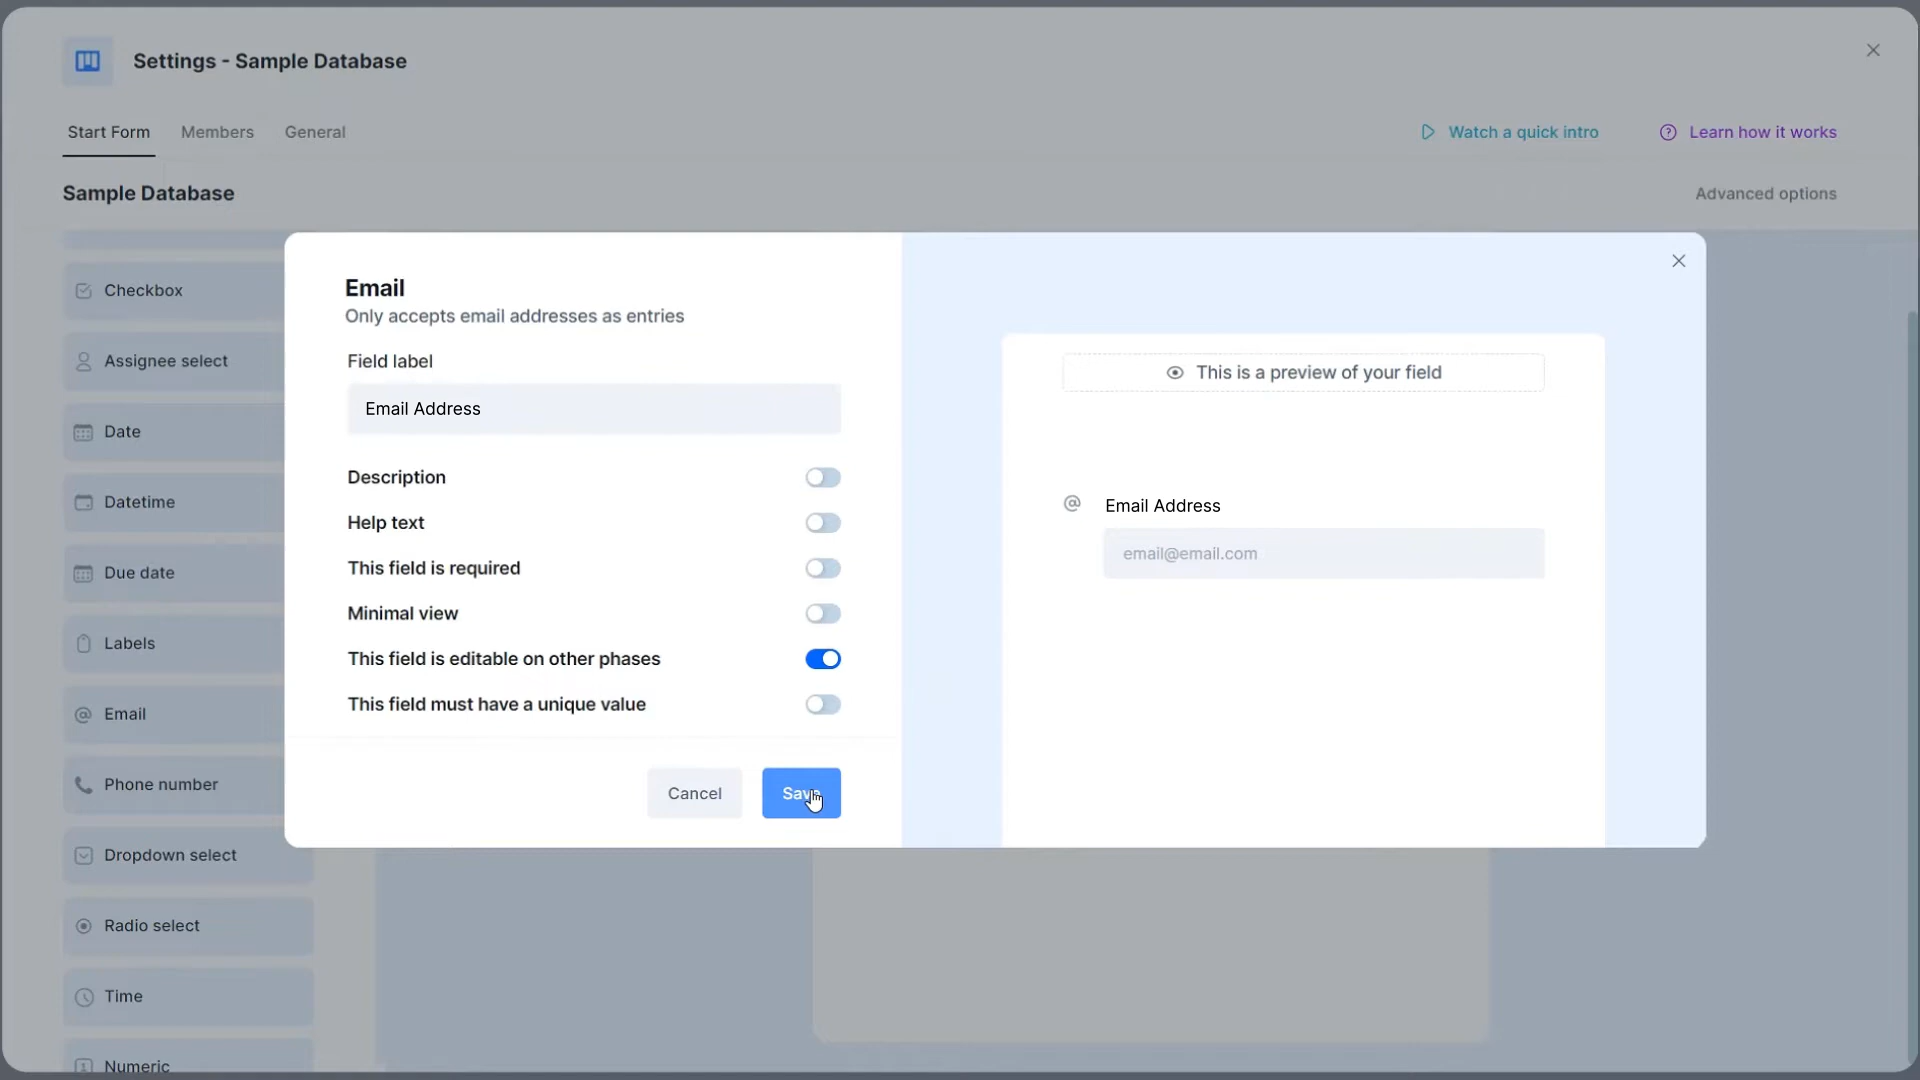 Settings - Sample Database
Start Form
Members
General
Watch a quick intro
Learn how it works
Sample Database
Advanced options
Checkbox
Assignee select
Date
Datetime
Due date
Labels
Email
Phone number
Dropdown select
Radio select
Time
Numeric
Email
Only accepts email addresses as entries
Field label
Email Address
Description
Help text
This field is required
Minimal view
This field is editable on other phases
This field must have a unique value
Cancel
Save
This is a preview of your field
@ Email Address
email@email.com